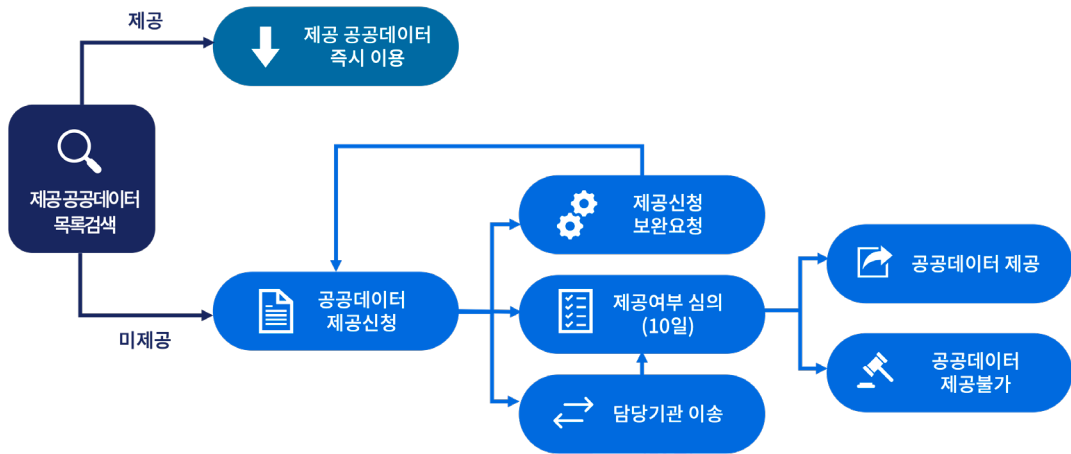 제공
제공 공공데이터
즉시 이용
제공 공공데이터
목록검색
미제공
공공데이터
제공신청
제공신청
보완요청
제공여부 심의
(10일)
담당기관 이송
공공데이터 제공
공공데이터
제공불가